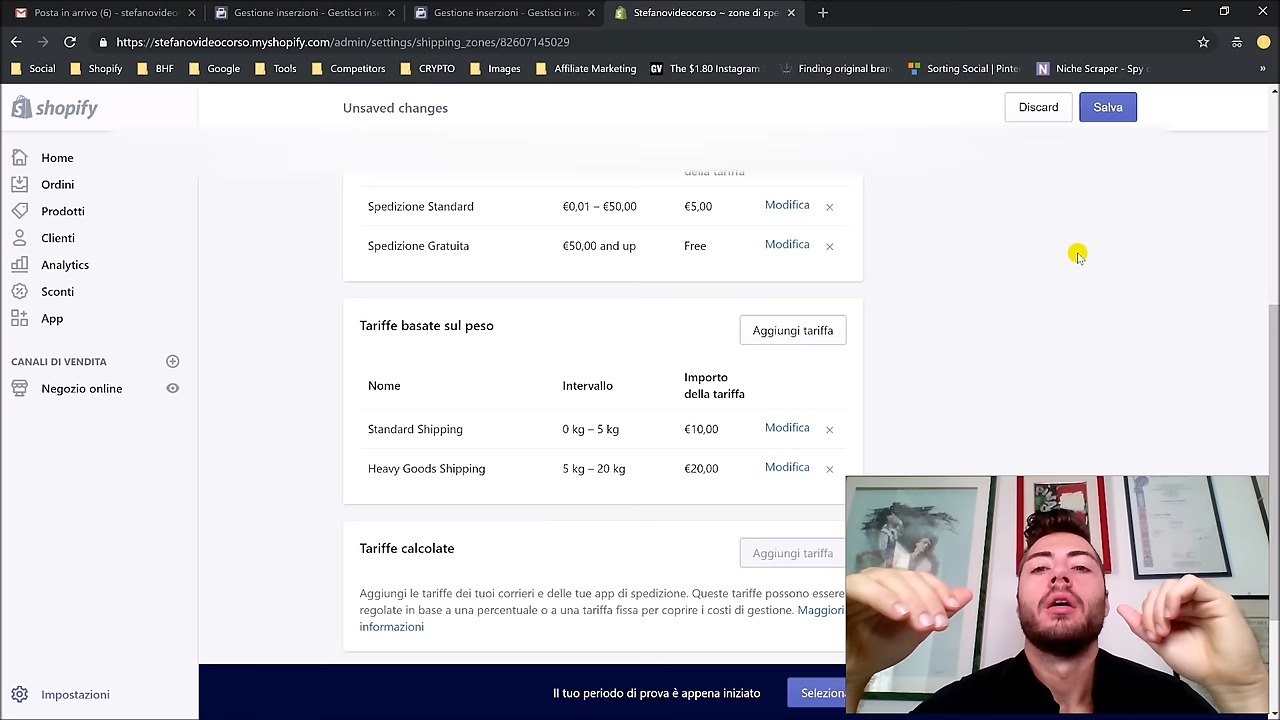 Posta in arrivo (6) - stefanovideo
Gestione inserzioni - Gestisci ins
Gestione inserzioni - Gestisci ins
Stefanovideocorso ~ zone di spe
https://stefanovideocorso.myshopify.com/admin/settings/shipping_zones/82607145029
Social
Shopify
BHF
Google
Tools
Competitors
CRYPTO
Images
Affiliate Marketing
GV The $1.80 Instagram
Finding original bran
Sorting Social | Pinte
N Niche Scraper - Spy
»
shopify
Unsaved changes
Discard
Salva
Home
Ordini
Prodotti
Clienti
Analytics
Sconti
App
CANALI DI VENDITA
Negozio online
Impostazioni
della tariffa
Spedizione Standard €0,01 – €50,00 €5,00 Modifica
Spedizione Gratuita €50,00 and up Free Modifica
Tariffe basate sul peso
Aggiungi tariffa
Nome
Intervallo
Importo
della tariffa
Standard Shipping 0 kg – 5 kg €10,00 Modifica
Heavy Goods Shipping 5 kg – 20 kg €20,00 Modifica
Tariffe calcolate
Aggiungi tariffa
Aggiungi le tariffe dei tuoi corrieri e delle tue app di spedizione. Queste tariffe possono essere
regolate in base a una percentuale o a una tariffa fissa per coprire i costi di gestione. Maggiori
informazioni
Il tuo periodo di prova è appena iniziato
Selezion